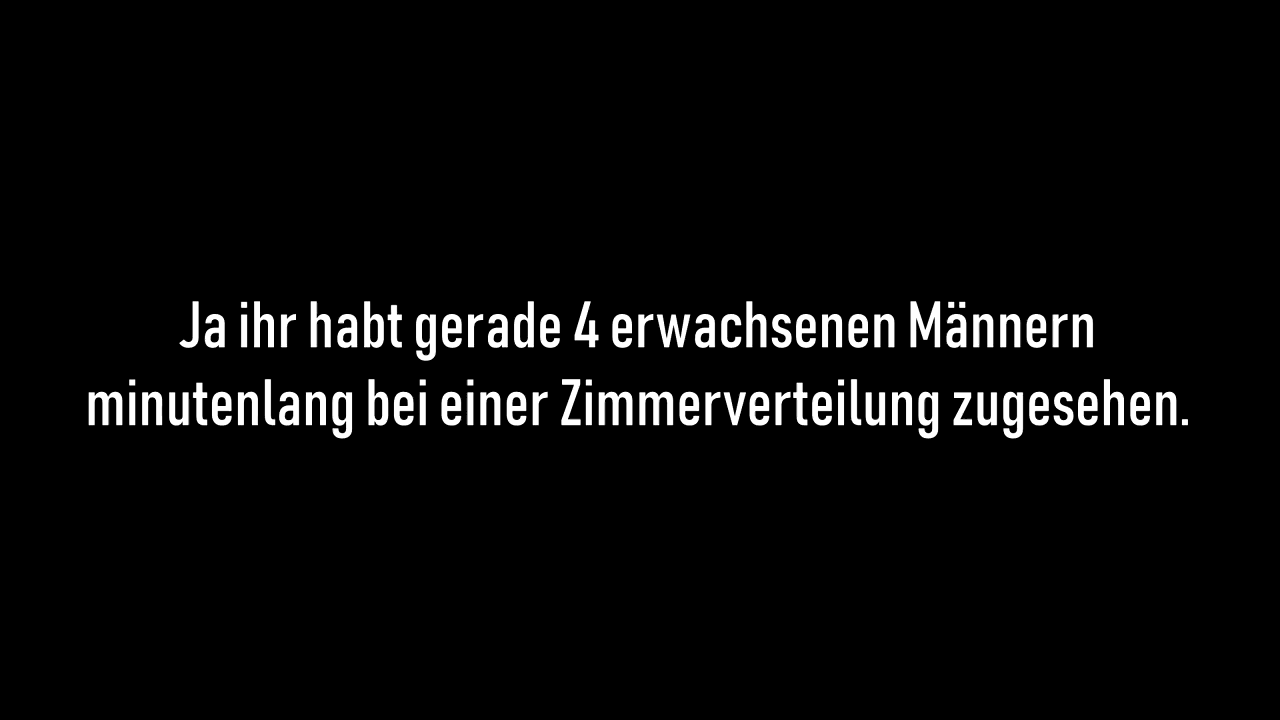 Ja ihr habt gerade 4 erwachsenen Männern
minutenlang bei einer Zimmerverteilung zugesehen.